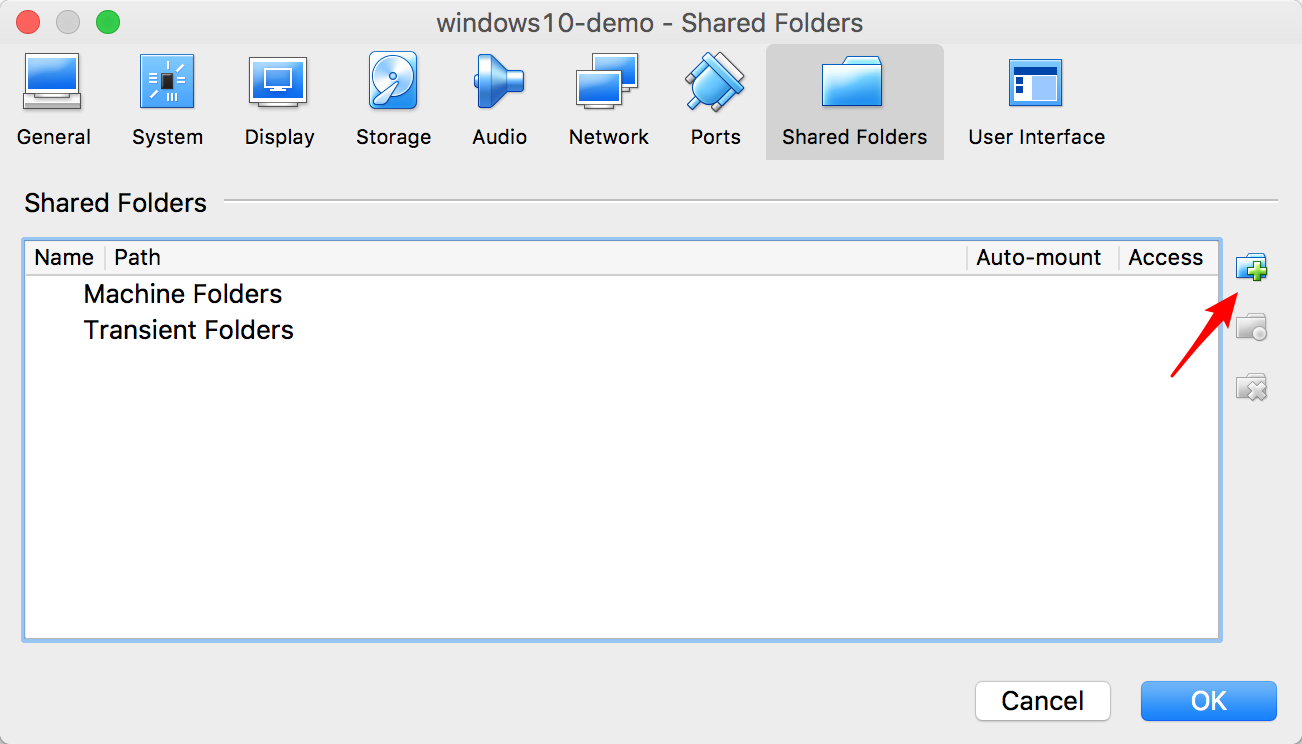 windows10-demo - Shared Folders
General System Display Storage Audio Network Ports Shared Folders User Interface
Shared Folders
Name Path Auto-mount Access
Machine Folders
Transient Folders
Cancel OK